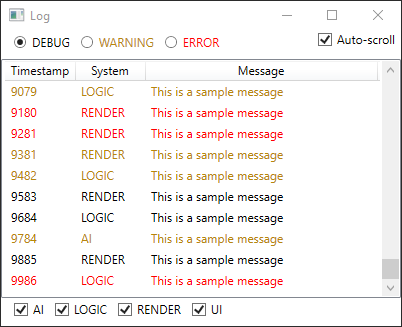 Log
DEBUG WARNING ERROR Auto-scroll
Timestamp System Message
9079 LOGIC This is a sample message
9180 RENDER This is a sample message
9281 RENDER This is a sample message
9381 RENDER This is a sample message
9482 LOGIC This is a sample message
9583 RENDER This is a sample message
9684 LOGIC This is a sample message
9784 AI This is a sample message
9885 RENDER This is a sample message
9986 LOGIC This is a sample message
AI LOGIC RENDER UI